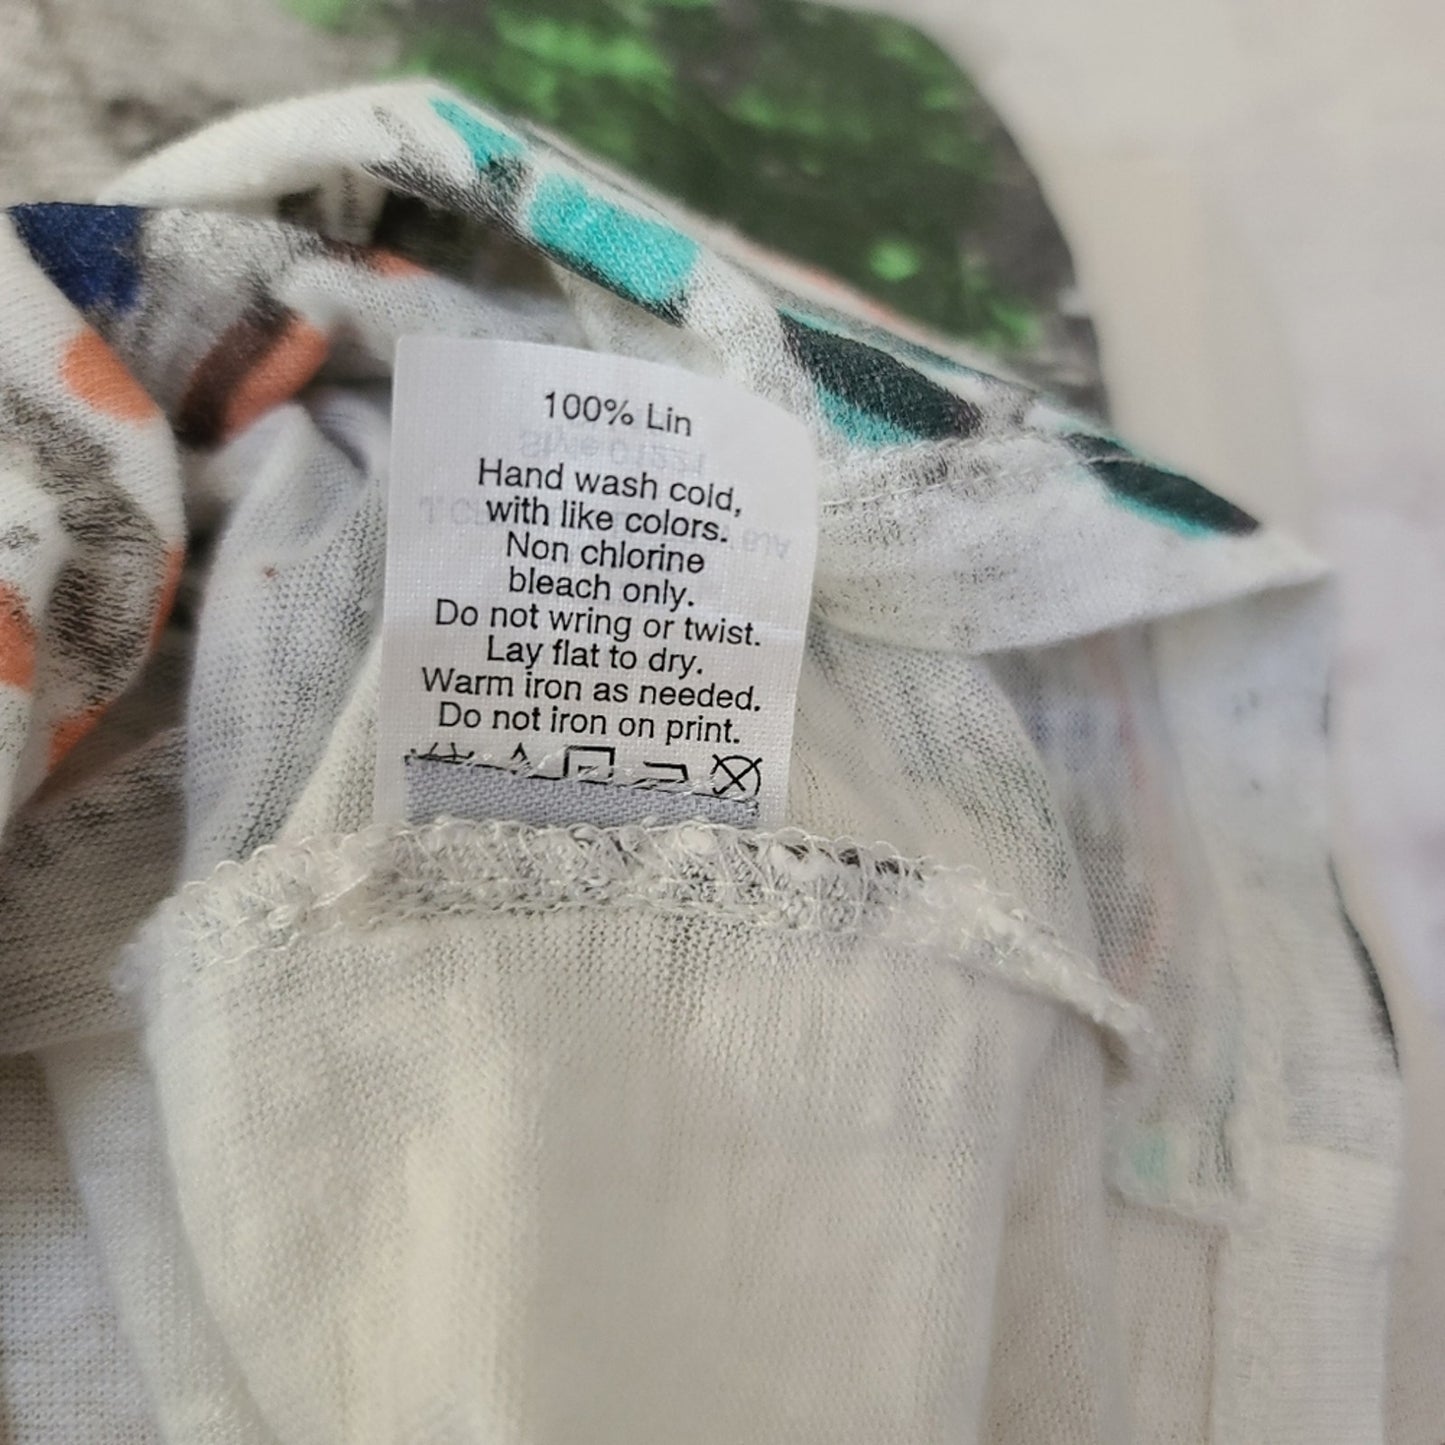 100% Lin
Hand wash cold,
with like colors.
Non chlorine
bleach only.
Do not wring or twist.
Lay flat to dry.
Warm iron as needed.
Do not iron on print.